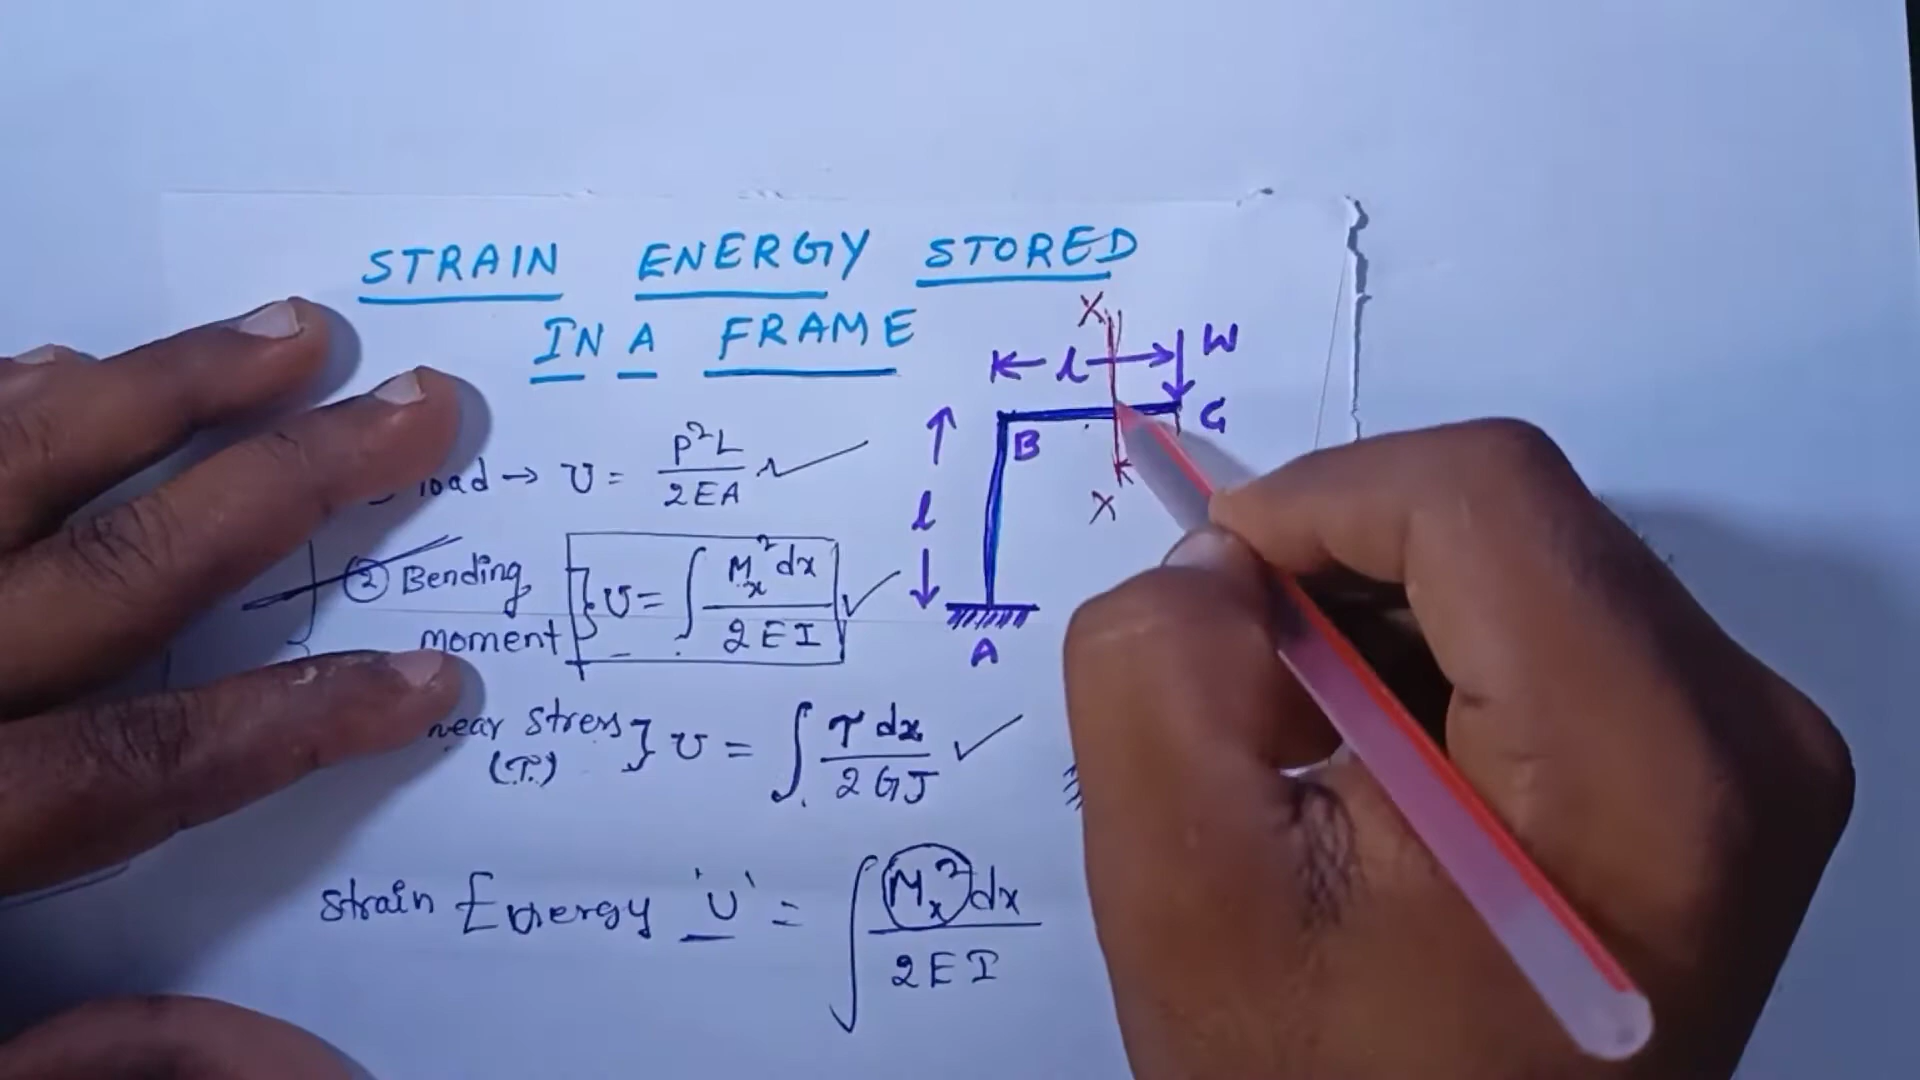 STRAIN ENERGY STORED
IN A FRAME
load → U = P²L / 2EA
② Bending moment } U = ∫ Mx² dx / 2EI
Stress (τ) } U = ∫ τ dx / 2GJ
Strain Energy 'U' = ∫ Mx² dx / 2EI
X
l
W
B
l
X
A